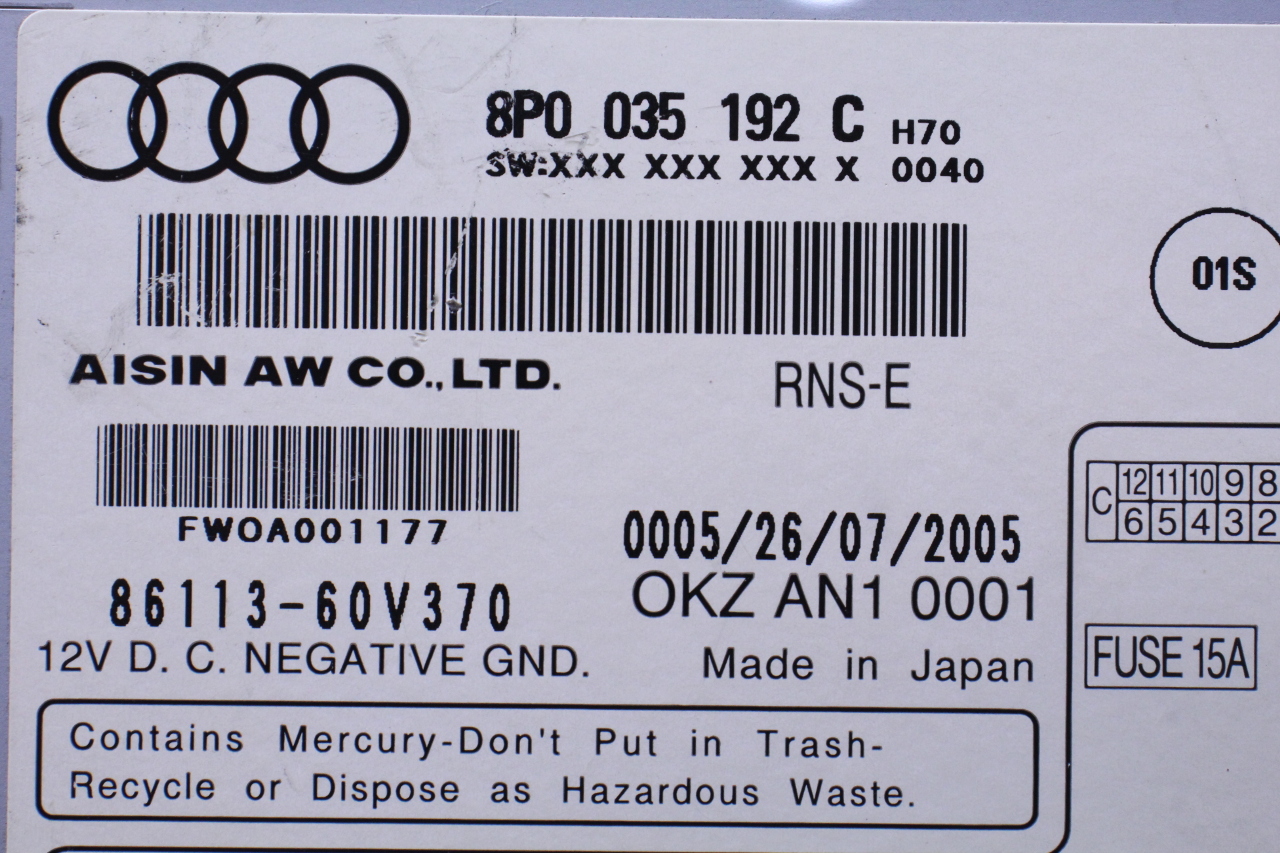 8P0 035 192 C H70
SW:XXX XXX XXX X 0040
01S
AISIN AW CO., LTD.
RNS-E
FWOA001177
0005/26/07/2005
86113-60V370
OKZ AN1 0001
12V D. C. NEGATIVE GND.
Made in Japan
Contains Mercury-Don't Put in Trash-
Recycle or Dispose as Hazardous Waste.
C
12 11 10 9 8
6 5 4 3 2
FUSE 15A